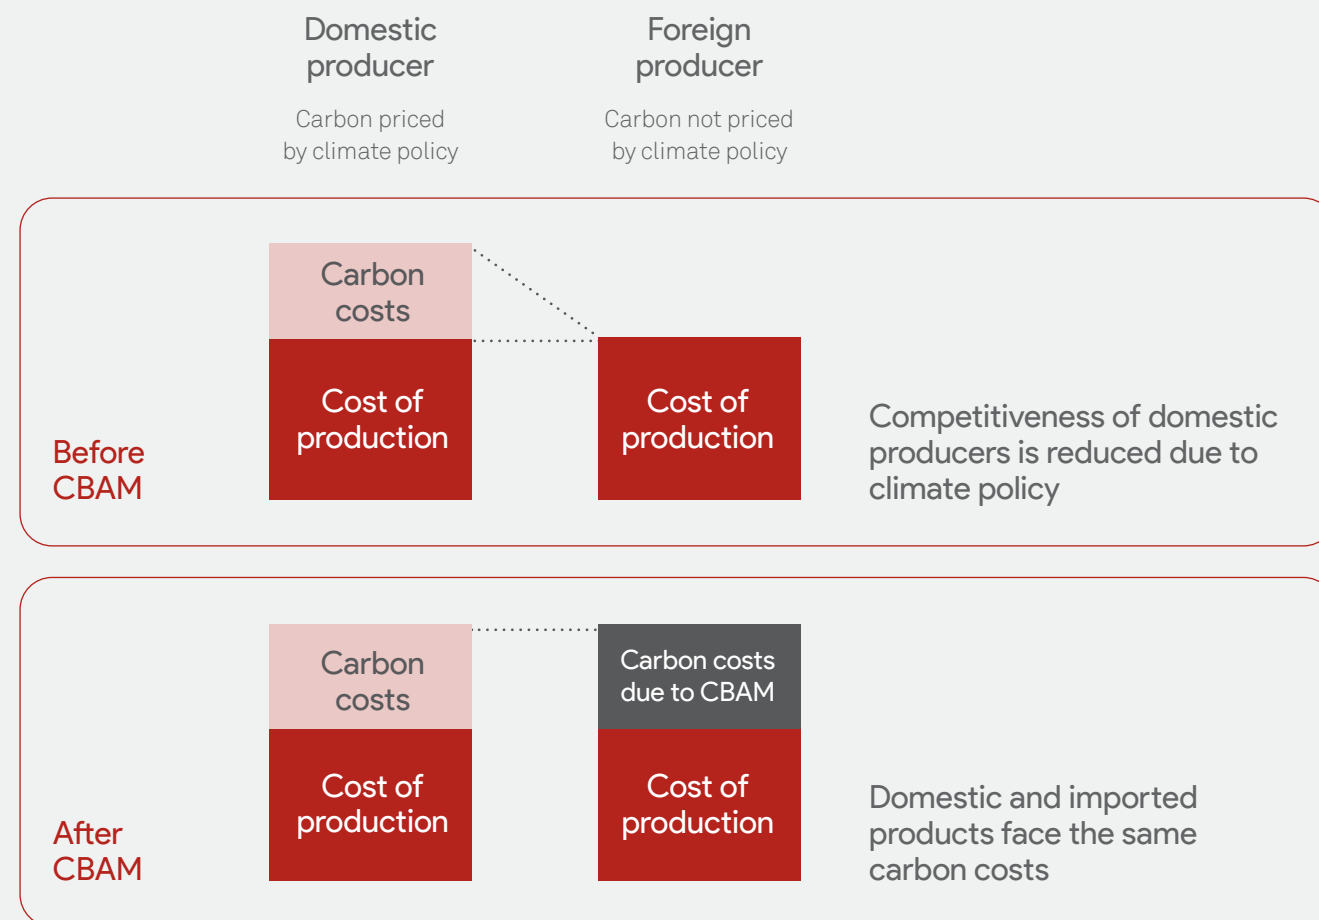 Domestic
producer
Carbon priced
by climate policy
Foreign
producer
Carbon not priced
by climate policy
Before
CBAM
Carbon
costs
Cost of
production
Cost of
production
Competitiveness of domestic
producers is reduced due to
climate policy
After
CBAM
Carbon
costs
Cost of
production
Carbon costs
due to CBAM
Cost of
production
Domestic and imported
products face the same
carbon costs